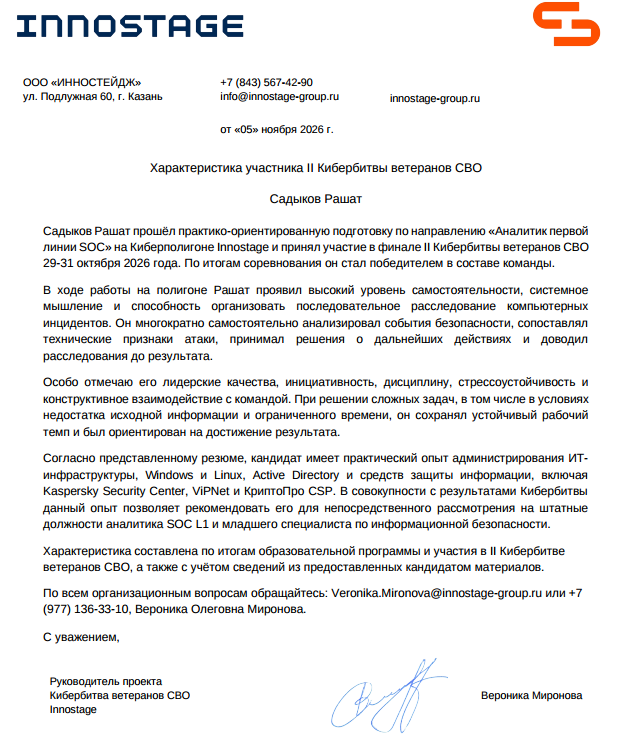 INNOSTAGE
ООО «ИННОСТЕЙДЖ»
ул. Подлужная 60, г. Казань
+7 (843) 567-42-90
info@innostage-group.ru
innostage-group.ru
от «05» ноября 2026 г.
Характеристика участника II Кибербитвы ветеранов СВО
Садыков Рашат
Садыков Рашат прошёл практико-ориентированную подготовку по направлению «Аналитик первой
линии SOC» на Киберполигоне Innostage и принял участие в финале II Кибербитвы ветеранов СВО
29-31 октября 2026 года. По итогам соревнования он стал победителем в составе команды.
В ходе работы на полигоне Рашат проявил высокий уровень самостоятельности, системное
мышление и способность организовать последовательное расследование компьютерных
инцидентов. Он многократно самостоятельно анализировал события безопасности, сопоставлял
технические признаки атаки, принимал решения о дальнейших действиях и доводил
расследования до результата.
Особо отмечаю его лидерские качества, инициативность, дисциплину, стрессоустойчивость и
конструктивное взаимодействие с командой. При решении сложных задач, в том числе в условиях
недостатка исходной информации и ограниченного времени, он сохранял устойчивый рабочий
темп и был ориентирован на достижение результата.
Согласно представленному резюме, кандидат имеет практический опыт администрирования ИТ-
инфраструктуры, Windows и Linux, Active Directory и средств защиты информации, включая
Kaspersky Security Center, ViPNet и КриптоПро CSP. В совокупности с результатами Кибербитвы
данный опыт позволяет рекомендовать его для непосредственного рассмотрения на штатные
должности аналитика SOC L1 и младшего специалиста по информационной безопасности.
Характеристика составлена по итогам образовательной программы и участия в II Кибербитве
ветеранов СВО, а также с учётом сведений из предоставленных кандидатом материалов.
По всем организационным вопросам обращайтесь: Veronika.Mironova@innostage-group.ru или +7
(977) 136-33-10, Вероника Олеговна Миронова.
С уважением,
Руководитель проекта
Кибербитва ветеранов СВО
Innostage
Вероника Миронова